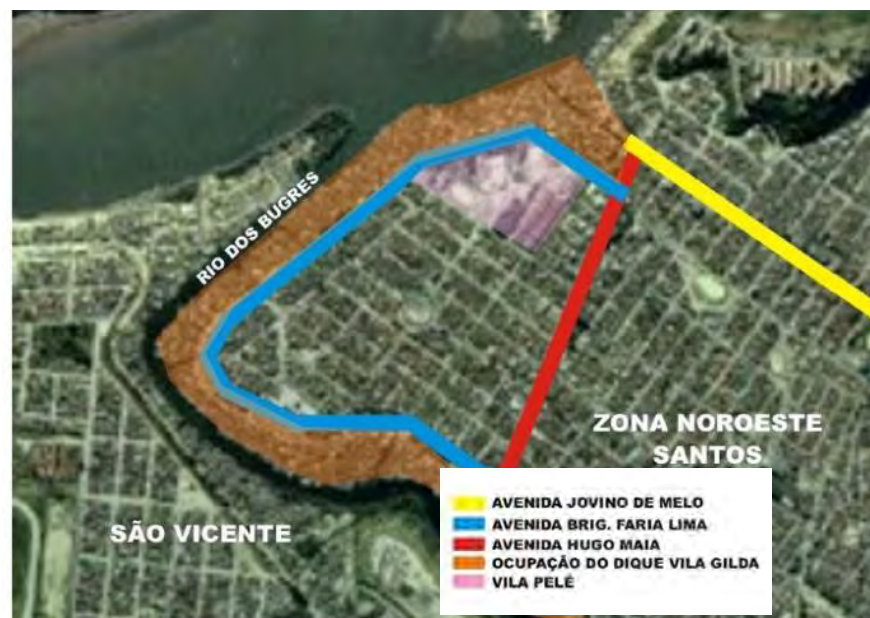 RIO DOS BUGRES
ZONA NOROESTE
SANTOS
SÃO VICENTE
AVENIDA JOVINO DE MELO
AVENIDA BRIG. FARIA LIMA
AVENIDA HUGO MAIA
OCUPAÇÃO DO DIQUE VILA GILDA
VILA PELÉ